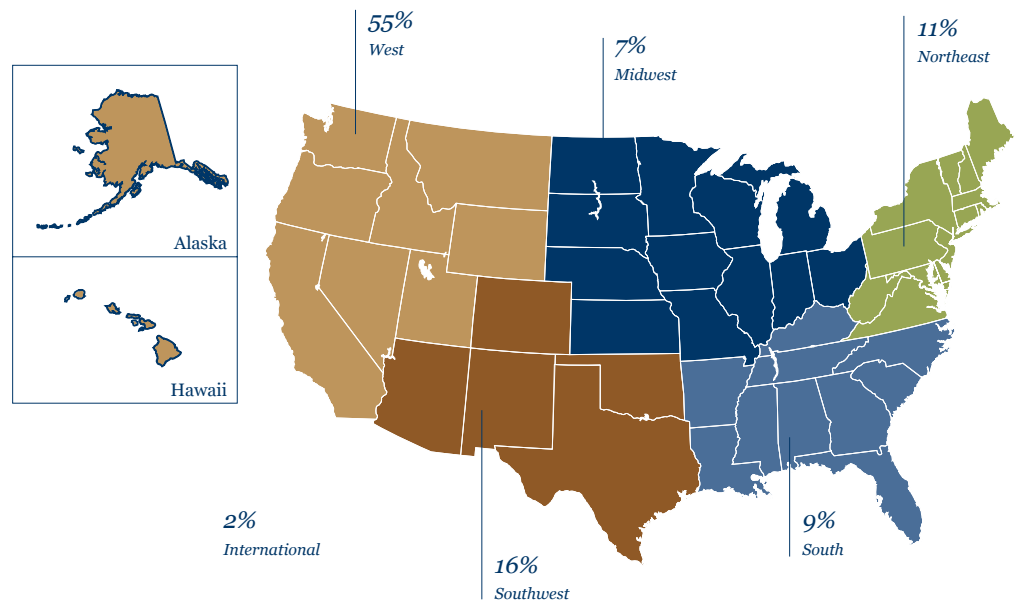 55%
West
7%
Midwest
11%
Northeast
Alaska
Hawaii
2%
International
16%
Southwest
9%
South